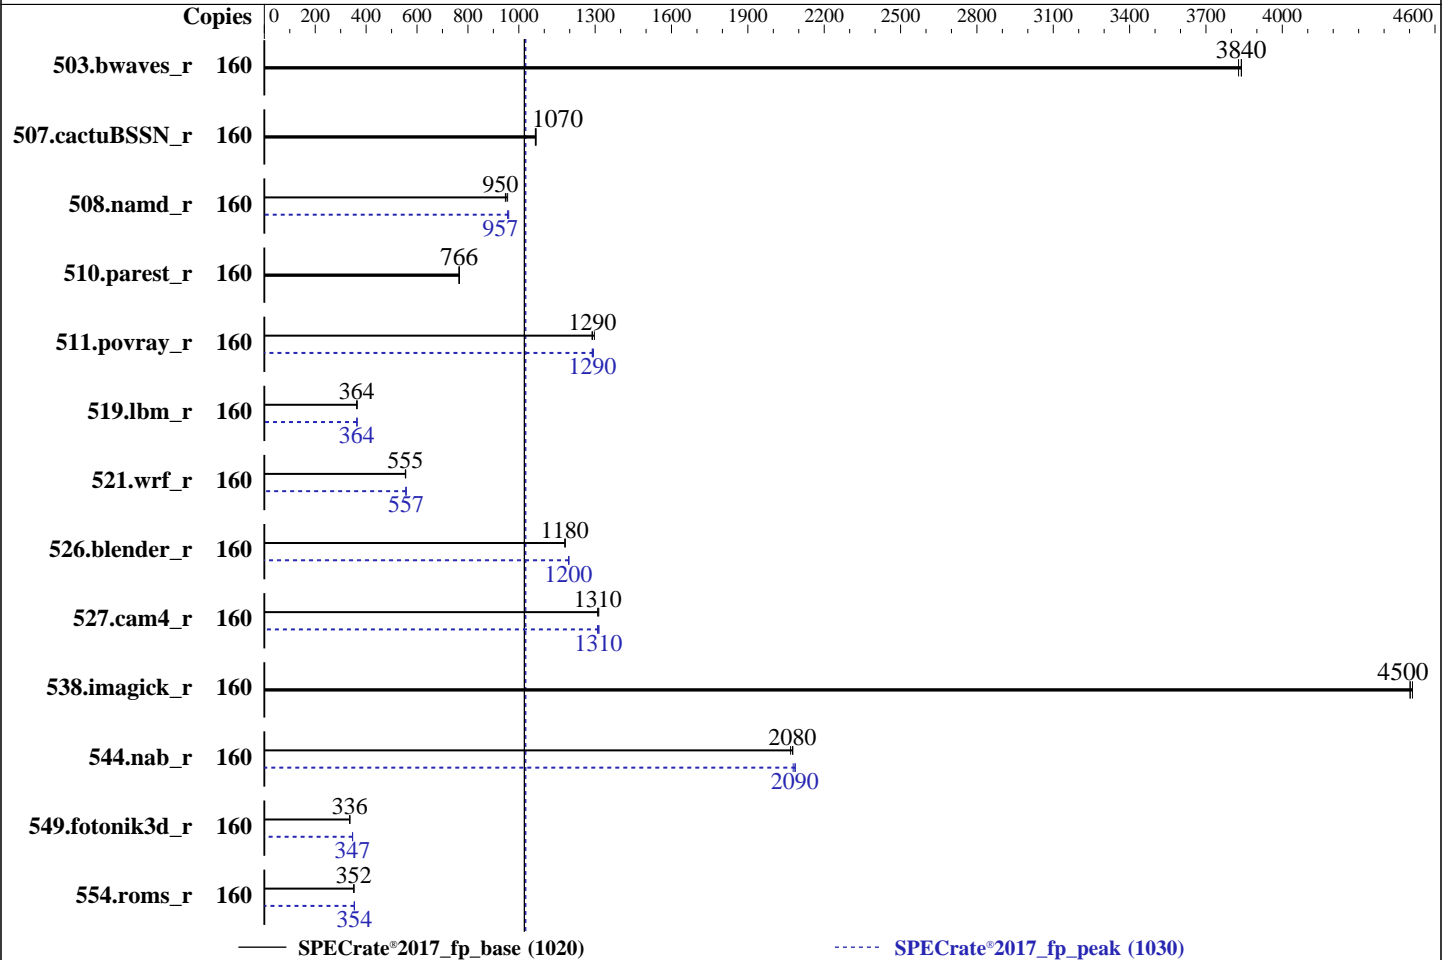 Copies 0 200 400 600 800 1000 1300 1600 1900 2200 2500 2800 3100 3400 3700 4000 4600
3840
503.bwaves_r 160
1070
507.cactuBSSN_r 160
950
508.namd_r 160
957
766
510.parest_r 160
1290
511.povray_r 160
1290
364
519.lbm_r 160
364
555
521.wrf_r 160
557
1180
526.blender_r 160
1200
1310
527.cam4_r 160
1310
4500
538.imagick_r 160
2080
544.nab_r 160
2090
336
549.fotonik3d_r 160
347
352
554.roms_r 160
354
SPECrate®2017_fp_base (1020) SPECrate®2017_fp_peak (1030)